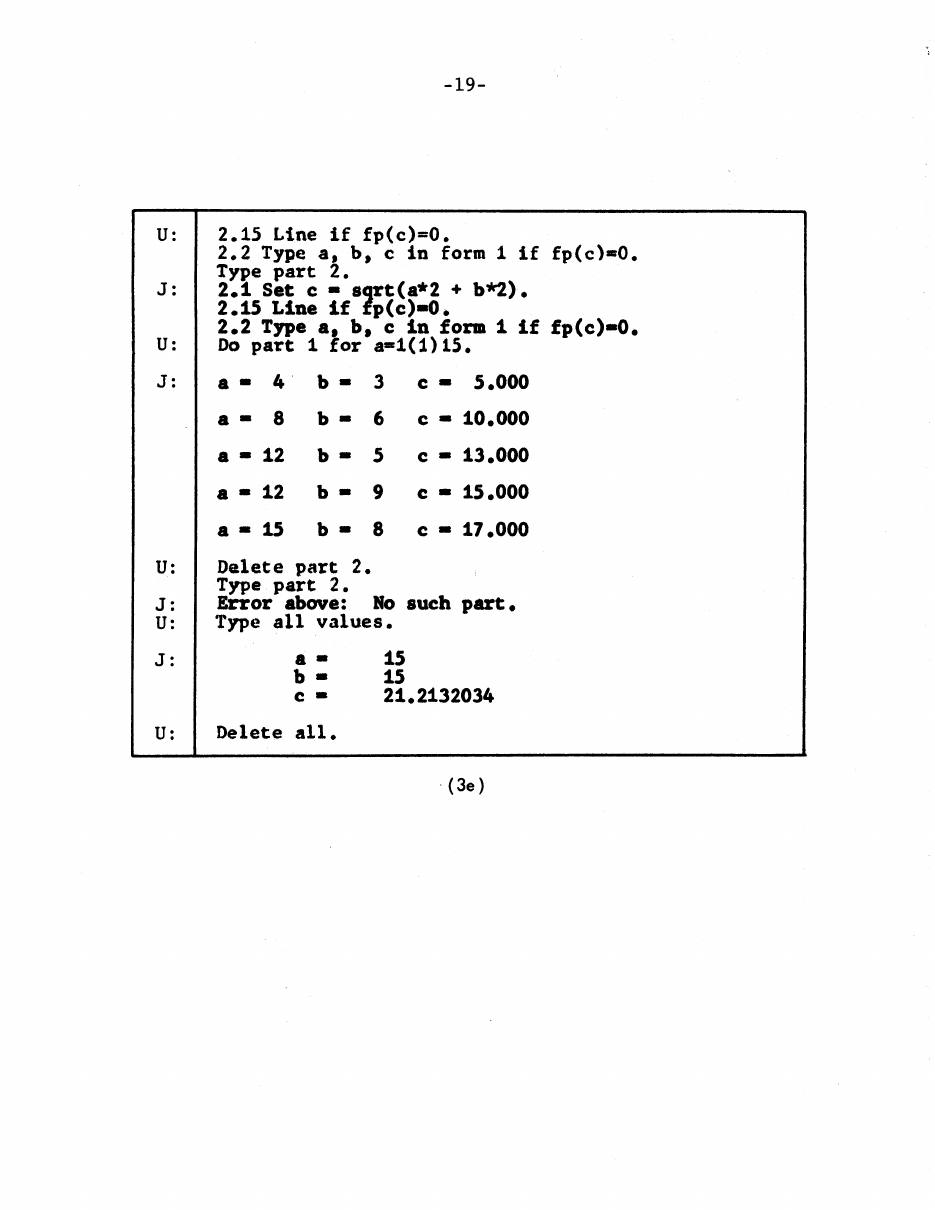 -19-
U: 2.15 Line if fp(c)=0.
2.2 Type a, b, c in form 1 if fp(c)=0.
Type part 2.
J: 2.1 Set c = sqrt(a*2 + b*2).
2.15 Line if fp(c)=0.
2.2 Type a, b, c in form 1 if fp(c)=0.
U: Do part 1 for a=1(1)15.
J: a = 4 b = 3 c = 5.000
a = 8 b = 6 c = 10.000
a = 12 b = 5 c = 13.000
a = 12 b = 9 c = 15.000
a = 15 b = 8 c = 17.000
U: Delete part 2.
Type part 2.
J: Error above: No such part.
U: Type all values.
J: a = 15
b = 15
c = 21.2132034
U: Delete all.
(3e)